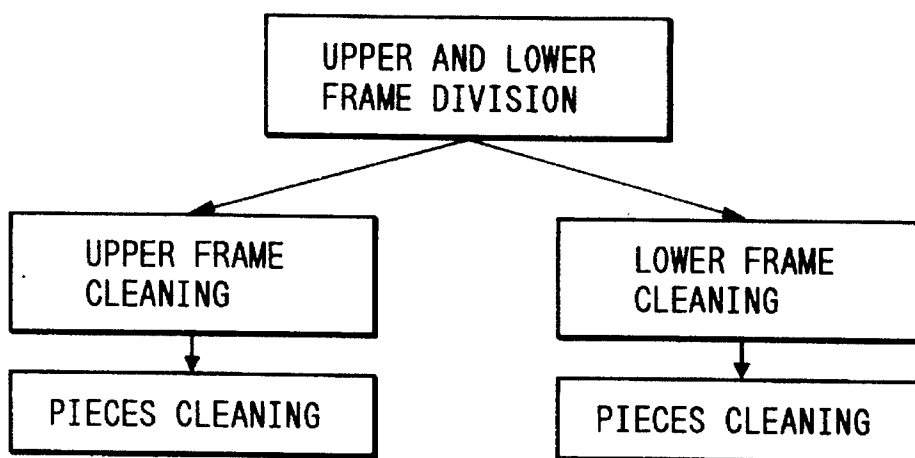 UPPER AND LOWER
FRAME DIVISION
UPPER FRAME
CLEANING
LOWER FRAME
CLEANING
PIECES CLEANING
PIECES CLEANING